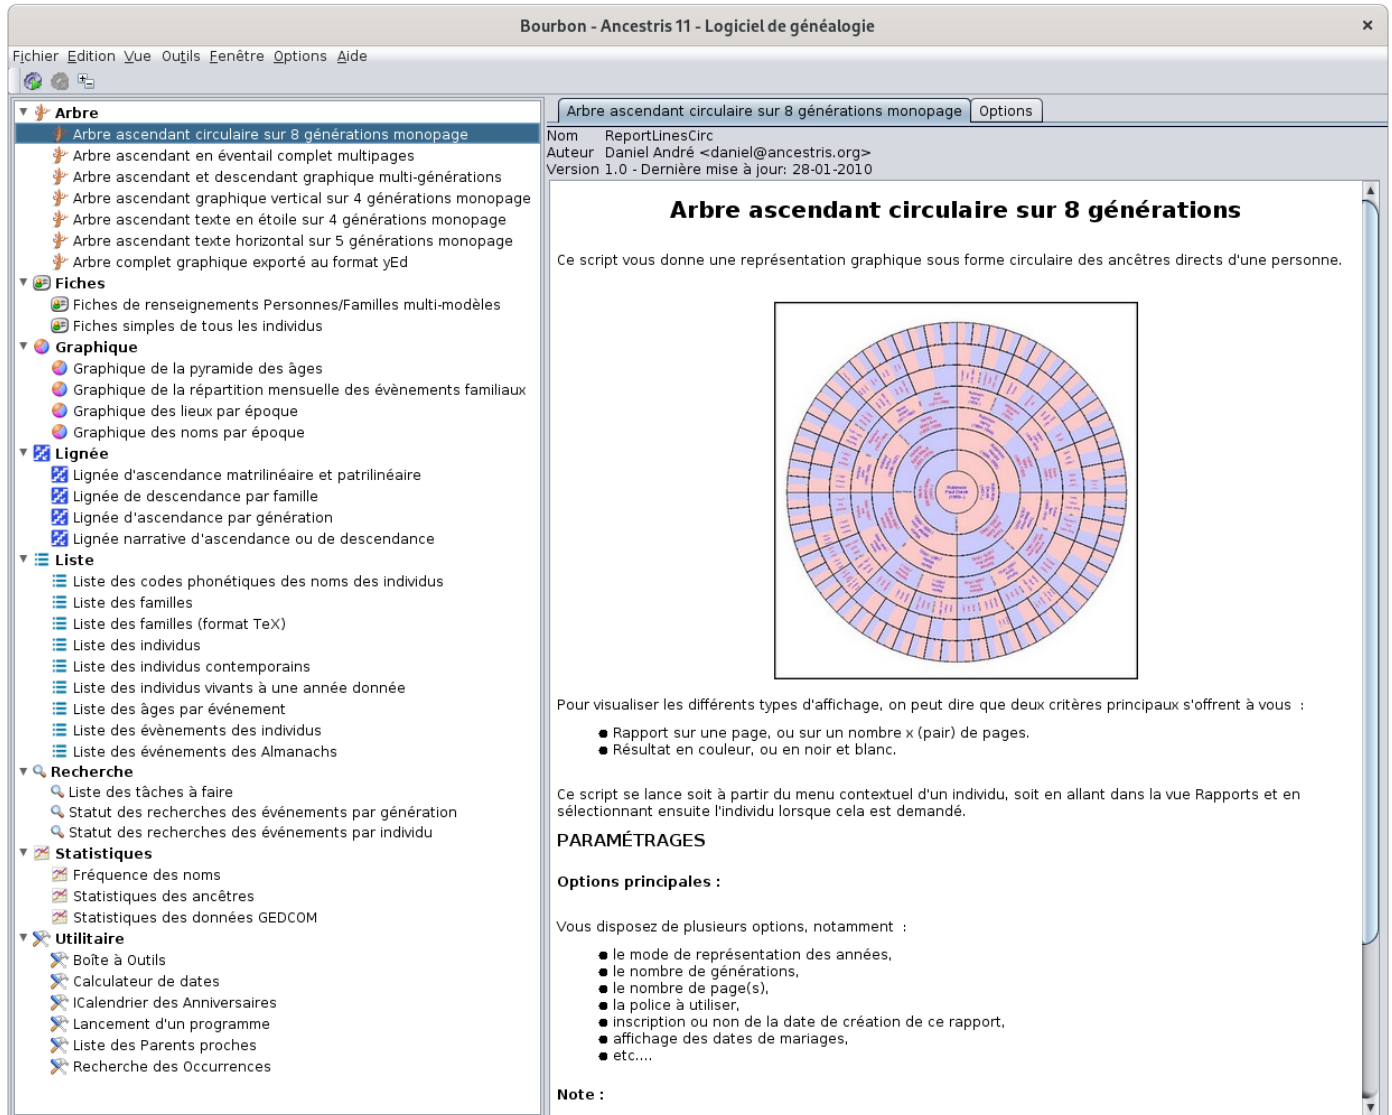 Bourbon - Ancestris 11 - Logiciel de généalogie
Fichier Edition Vue Outils Fenêtre Options Aide
Arbre
Arbre ascendant circulaire sur 8 générations monopage
Arbre ascendant en éventail complet multipages
Arbre ascendant et descendant graphique multi-générations
Arbre ascendant graphique vertical sur 4 générations monopage
Arbre ascendant texte en étoile sur 4 générations monopage
Arbre ascendant texte horizontal sur 5 générations monopage
Arbre complet graphique exporté au format yEd
Fiches
Fiches de renseignements Personnes/Familles multi-modèles
Fiches simples de tous les individus
Graphique
Graphique de la pyramide des âges
Graphique de la répartition mensuelle des évènements familiaux
Graphique des lieux par époque
Graphique des noms par époque
Lignée
Lignée d'ascendance matrilinéaire et patrilinéaire
Lignée de descendance par famille
Lignée d'ascendance par génération
Lignée narrative d'ascendance ou de descendance
Liste
Liste des codes phonétiques des noms des individus
Liste des familles
Liste des familles (format TeX)
Liste des individus
Liste des individus contemporains
Liste des individus vivants à une année donnée
Liste des âges par événement
Liste des évènements des individus
Liste des événements des Almanachs
Recherche
Liste des tâches à faire
Statut des recherches des événements par génération
Statut des recherches des événements par individu
Statistiques
Fréquence des noms
Statistiques des ancêtres
Statistiques des données GEDCOM
Utilitaire
Boîte à Outils
Calculateur de dates
ICalendrier des Anniversaires
Lancement d'un programme
Liste des Parents proches
Recherche des Occurrences
Arbre ascendant circulaire sur 8 générations monopage Options
Nom ReportLinesCirc
Auteur Daniel André <daniel@ancestris.org>
Version 1.0 - Dernière mise à jour: 28-01-2010
Arbre ascendant circulaire sur 8 générations
Ce script vous donne une représentation graphique sous forme circulaire des ancêtres directs d'une personne.
Pour visualiser les différents types d'affichage, on peut dire que deux critères principaux s'offrent à vous :
● Rapport sur une page, ou sur un nombre x (pair) de pages.
● Résultat en couleur, ou en noir et blanc.
Ce script se lance soit à partir du menu contextuel d'un individu, soit en allant dans la vue Rapports et en
sélectionnant ensuite l'individu lorsque cela est demandé.
PARAMÉTRAGES
Options principales :
Vous disposez de plusieurs options, notamment :
● le mode de représentation des années,
● le nombre de générations,
● le nombre de page(s),
● la police à utiliser,
● inscription ou non de la date de création de ce rapport,
● affichage des dates de mariages,
● etc....
Note :